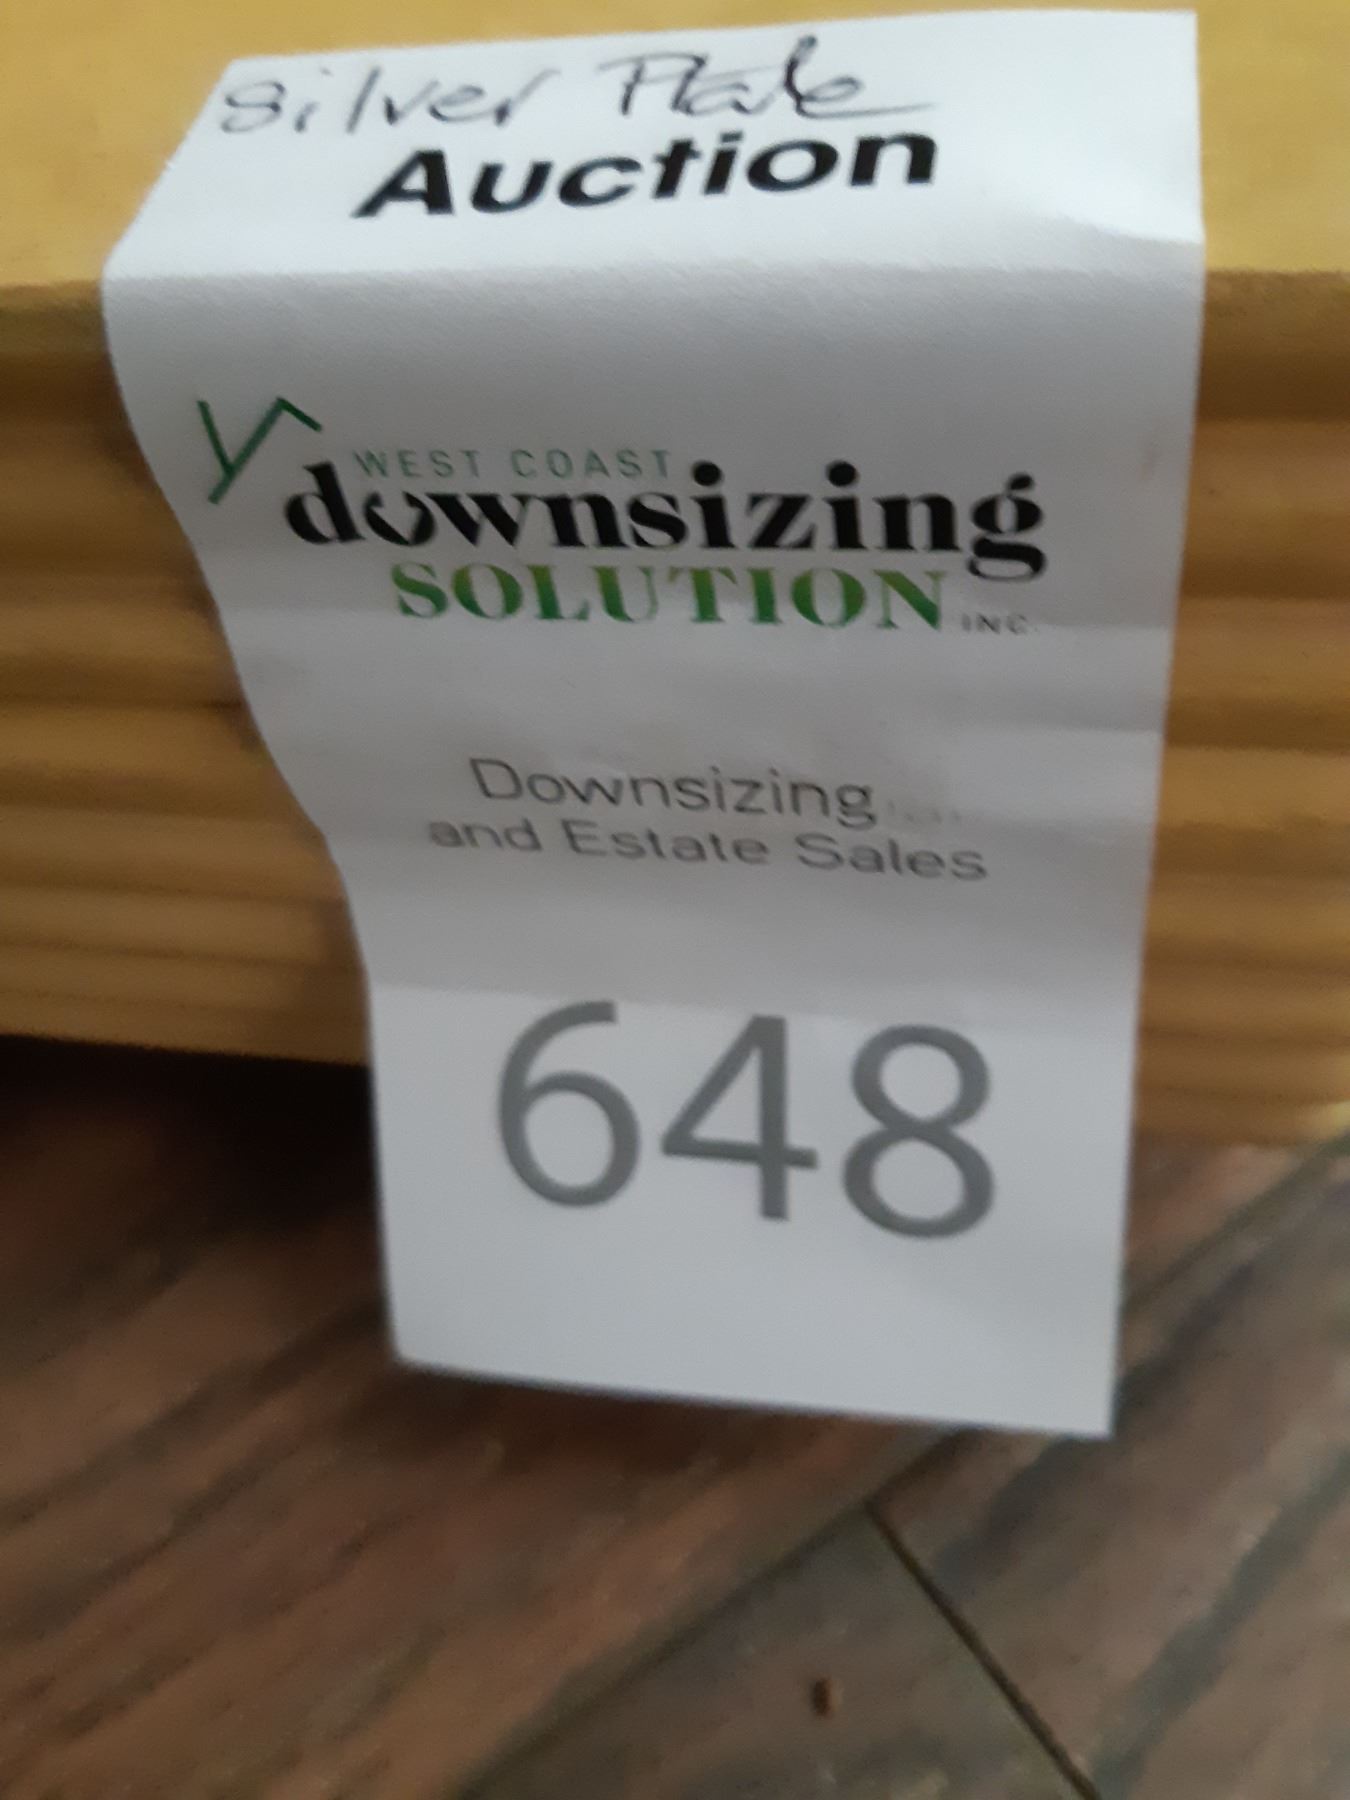 Silver Plate
Auction
WEST COAST
downsizing
SOLUTION INC.
Downsizing
and Estate Sales
648